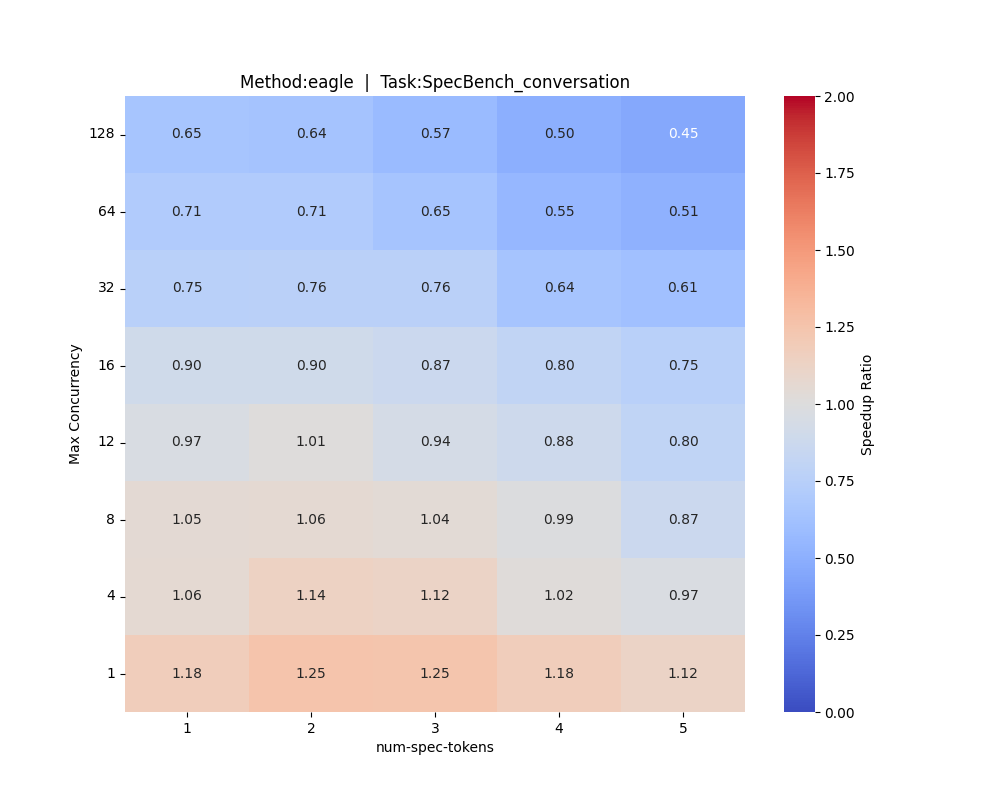 Method:eagle | Task:SpecBench_conversation
128 0.65 0.64 0.57 0.50 0.45
64 0.71 0.71 0.65 0.55 0.51
32 0.75 0.76 0.76 0.64 0.61
16 0.90 0.90 0.87 0.80 0.75
12 0.97 1.01 0.94 0.88 0.80
8 1.05 1.06 1.04 0.99 0.87
4 1.06 1.14 1.12 1.02 0.97
1 1.18 1.25 1.25 1.18 1.12
1 2 3 4 5
num-spec-tokens
Max Concurrency
2.00
1.75
1.50
1.25
1.00
0.75
0.50
0.25
0.00
Speedup Ratio